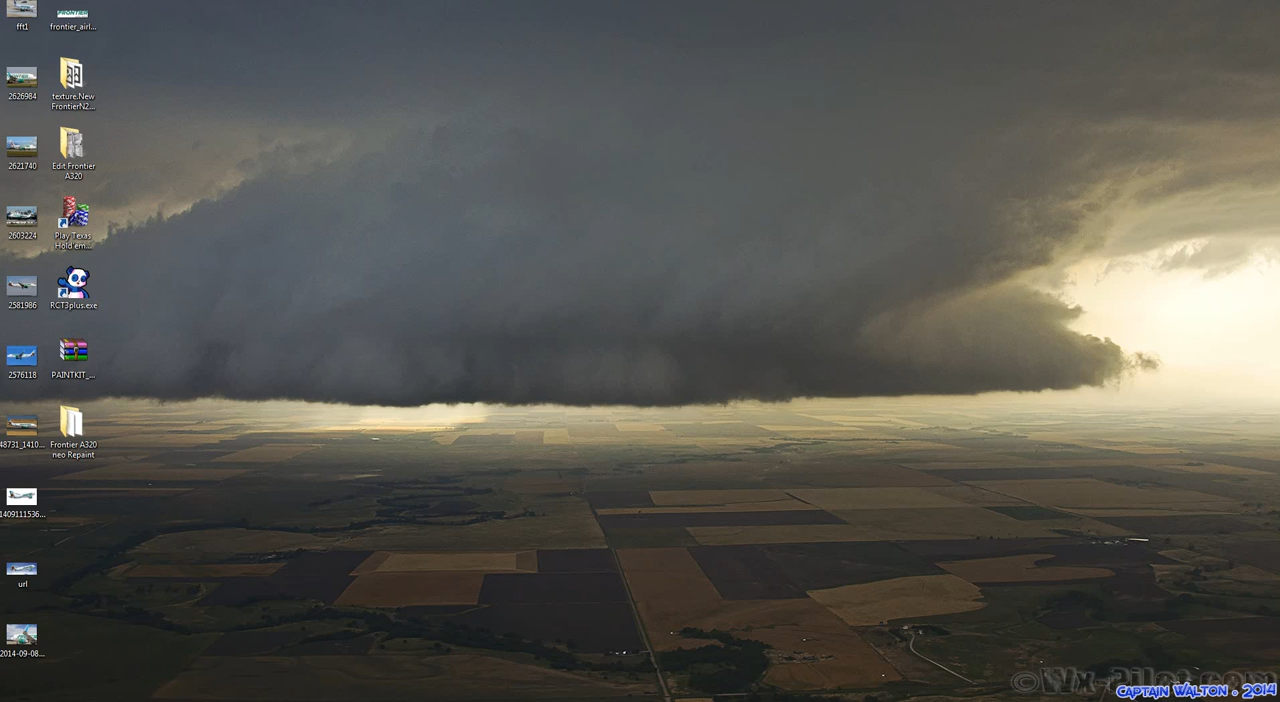 fft1
frontier_airl...
2626984
texture.New
FrontierN2...
2621740
Edit Frontier
A320
2603224
Play Texas
Hold'em...
2581986
RCT3plus.exe
2576118
PAINTKIT_...
48731_1410...
Frontier A320
neo Repaint
1409111536...
url
2014-09-08...
©Wx-Pilot.com
CAPTAIN WALTON • 2014